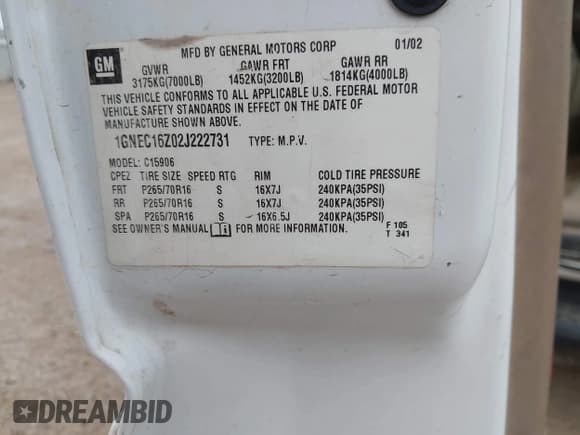 GM
MFD BY GENERAL MOTORS CORP 01/02
GVWR GAWR FRT GAWR RR
3175KG(7000LB) 1452KG(3200LB) 1814KG(4000LB)
THIS VEHICLE CONFORMS TO ALL APPLICABLE U.S. FEDERAL MOTOR
VEHICLE SAFETY STANDARDS IN EFFECT ON THE DATE OF
MANUFACTURE SHOWN ABOVE.
1GNEC16Z02J222731 TYPE: M.P.V.
MODEL: C15906
CPEZ TIRE SIZE SPEED RTG RIM COLD TIRE PRESSURE
FRT P265/70R16 S 16X7J 240KPA(35PSI)
RR P265/70R16 S 16X7J 240KPA(35PSI)
SPA P265/70R16 S 16X6.5J 240KPA(35PSI)
SEE OWNER'S MANUAL FOR MORE INFORMATION.
F 105
T 341
DREAMBID